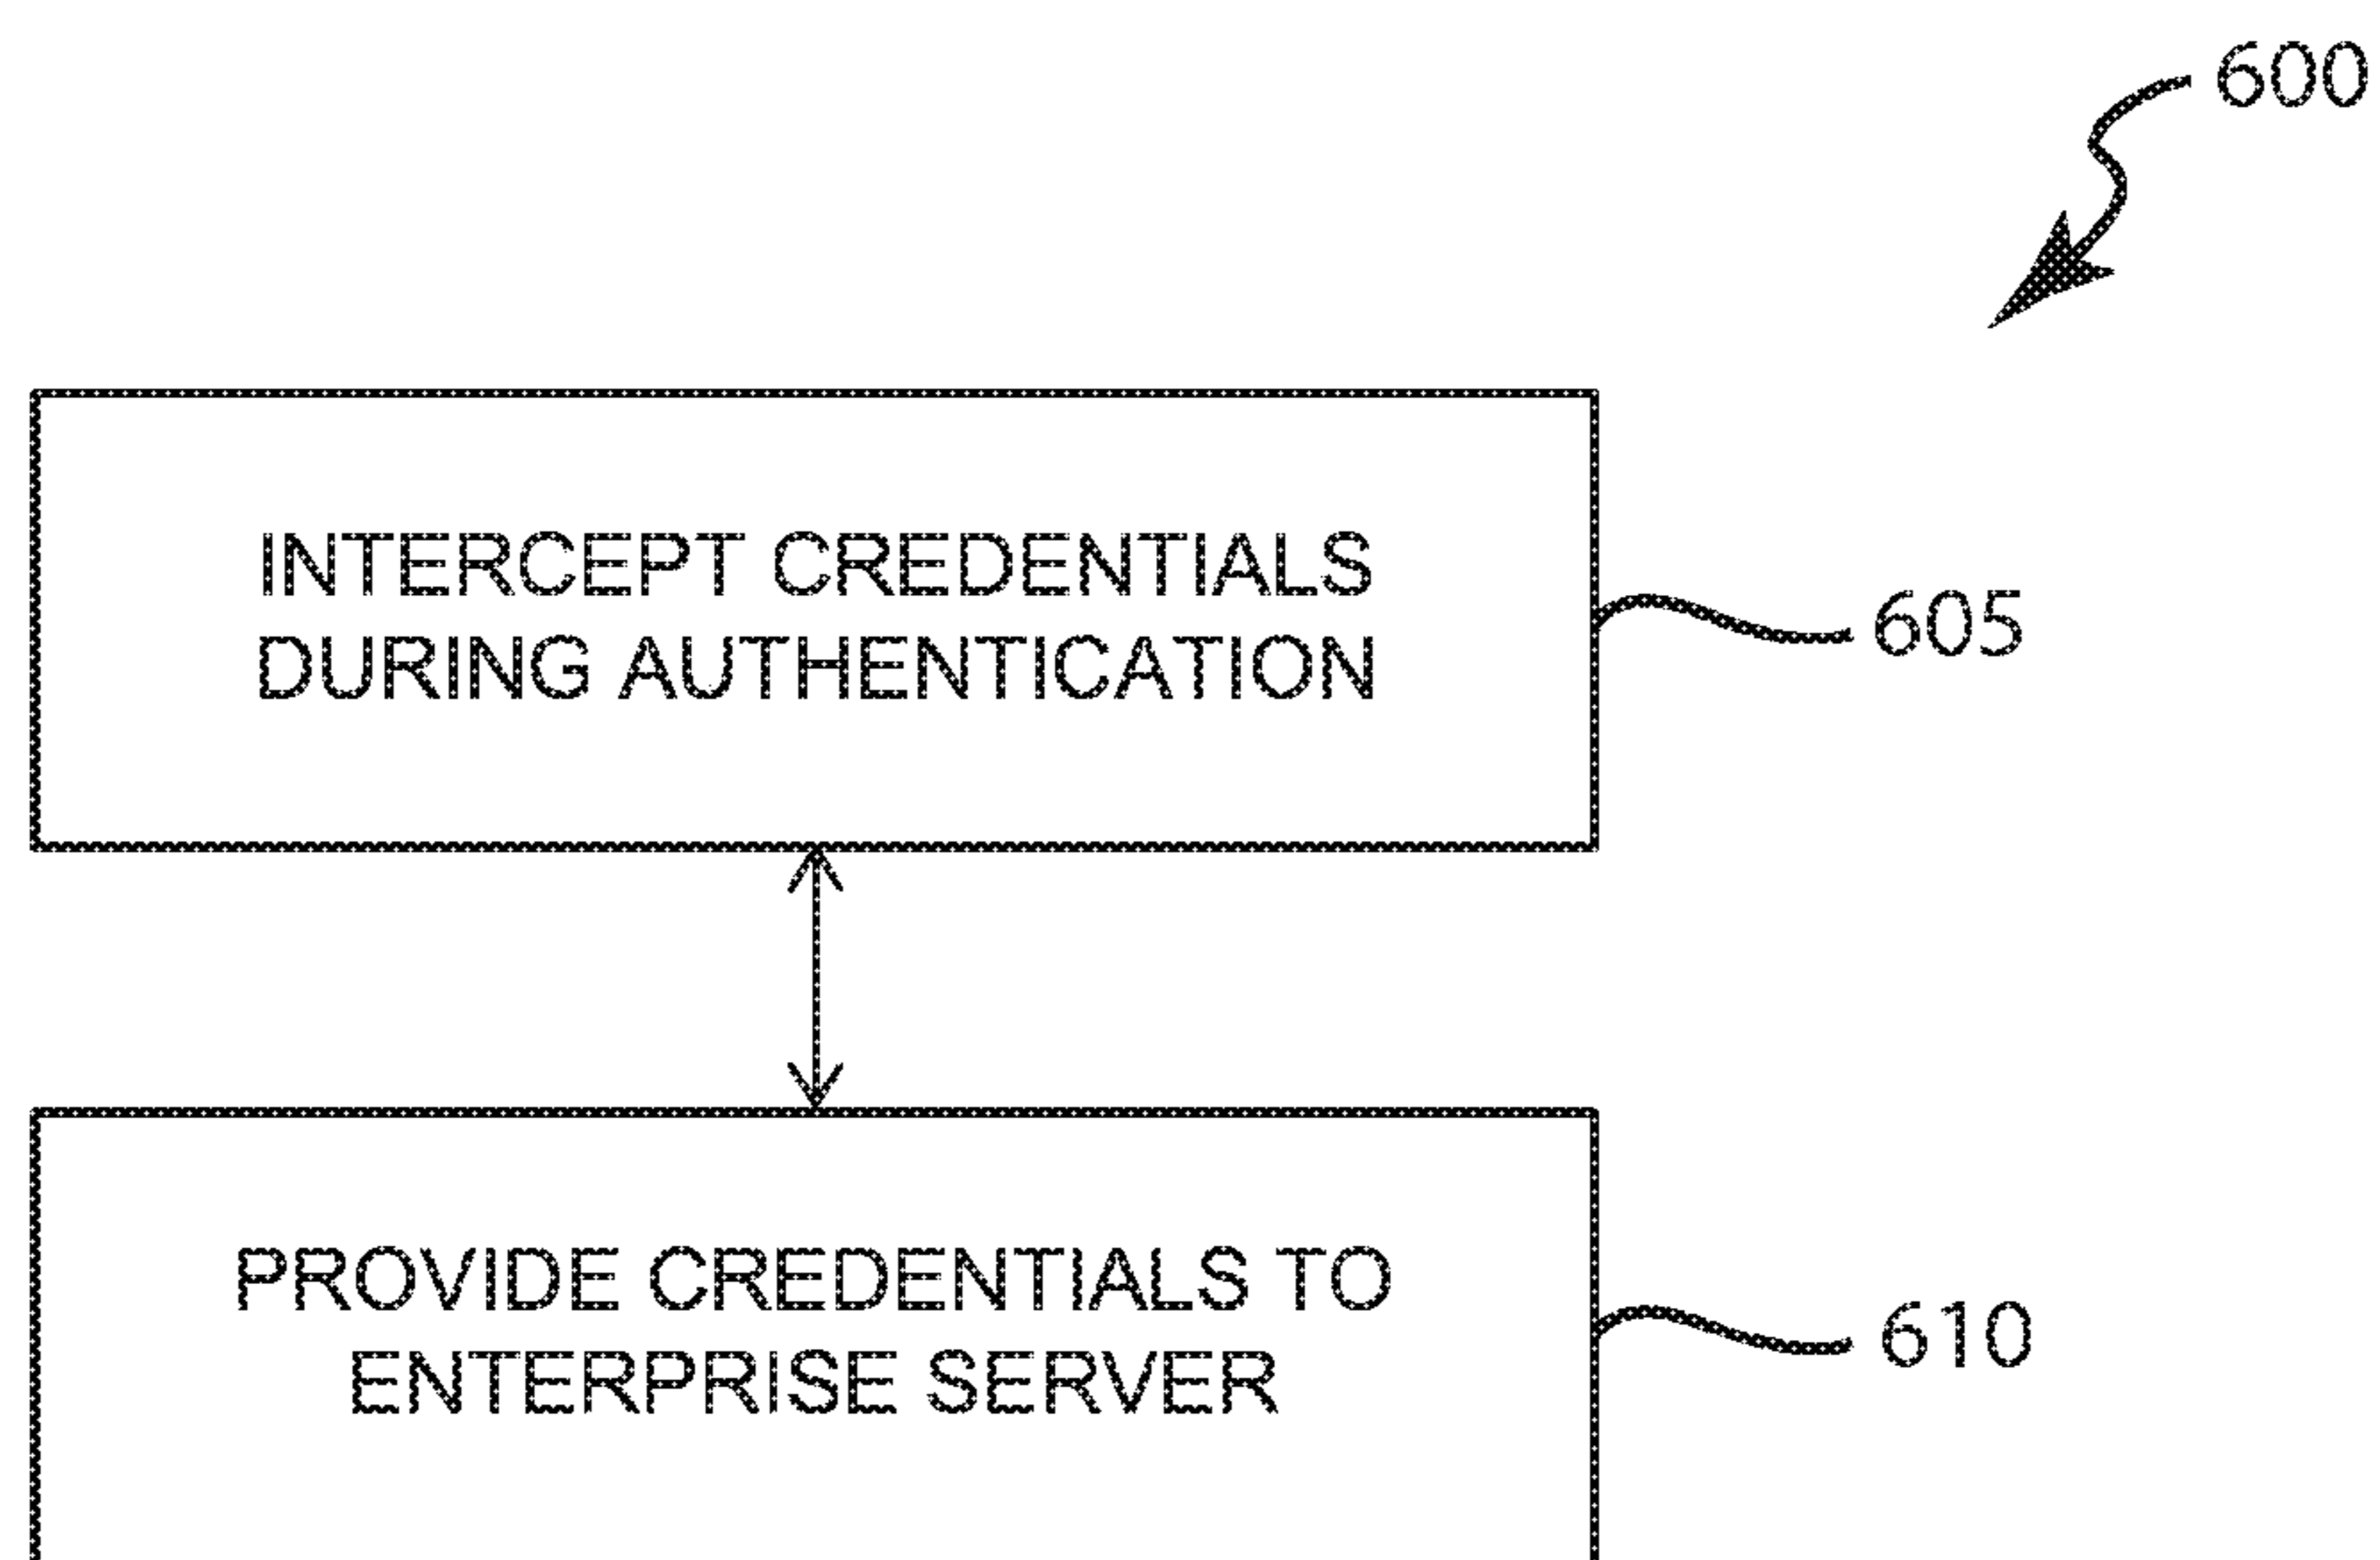 600
INTERCEPT CREDENTIALS
DURING AUTHENTICATION
605
PROVIDE CREDENTIALS TO
ENTERPRISE SERVER
610